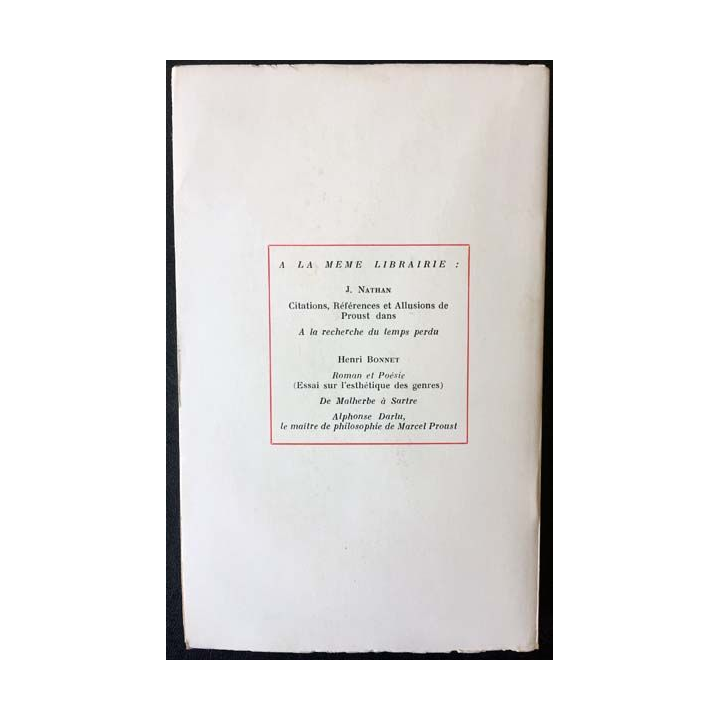 A LA MEME LIBRAIRIE :
J. NATHAN
Citations, Références et Allusions de
Proust dans
A la recherche du temps perdu
Henri BONNET
Roman et Poésie
(Essai sur l'esthétique des genres)
De Malherbe à Sartre
Alphonse Darlu,
le maître de philosophie de Marcel Proust